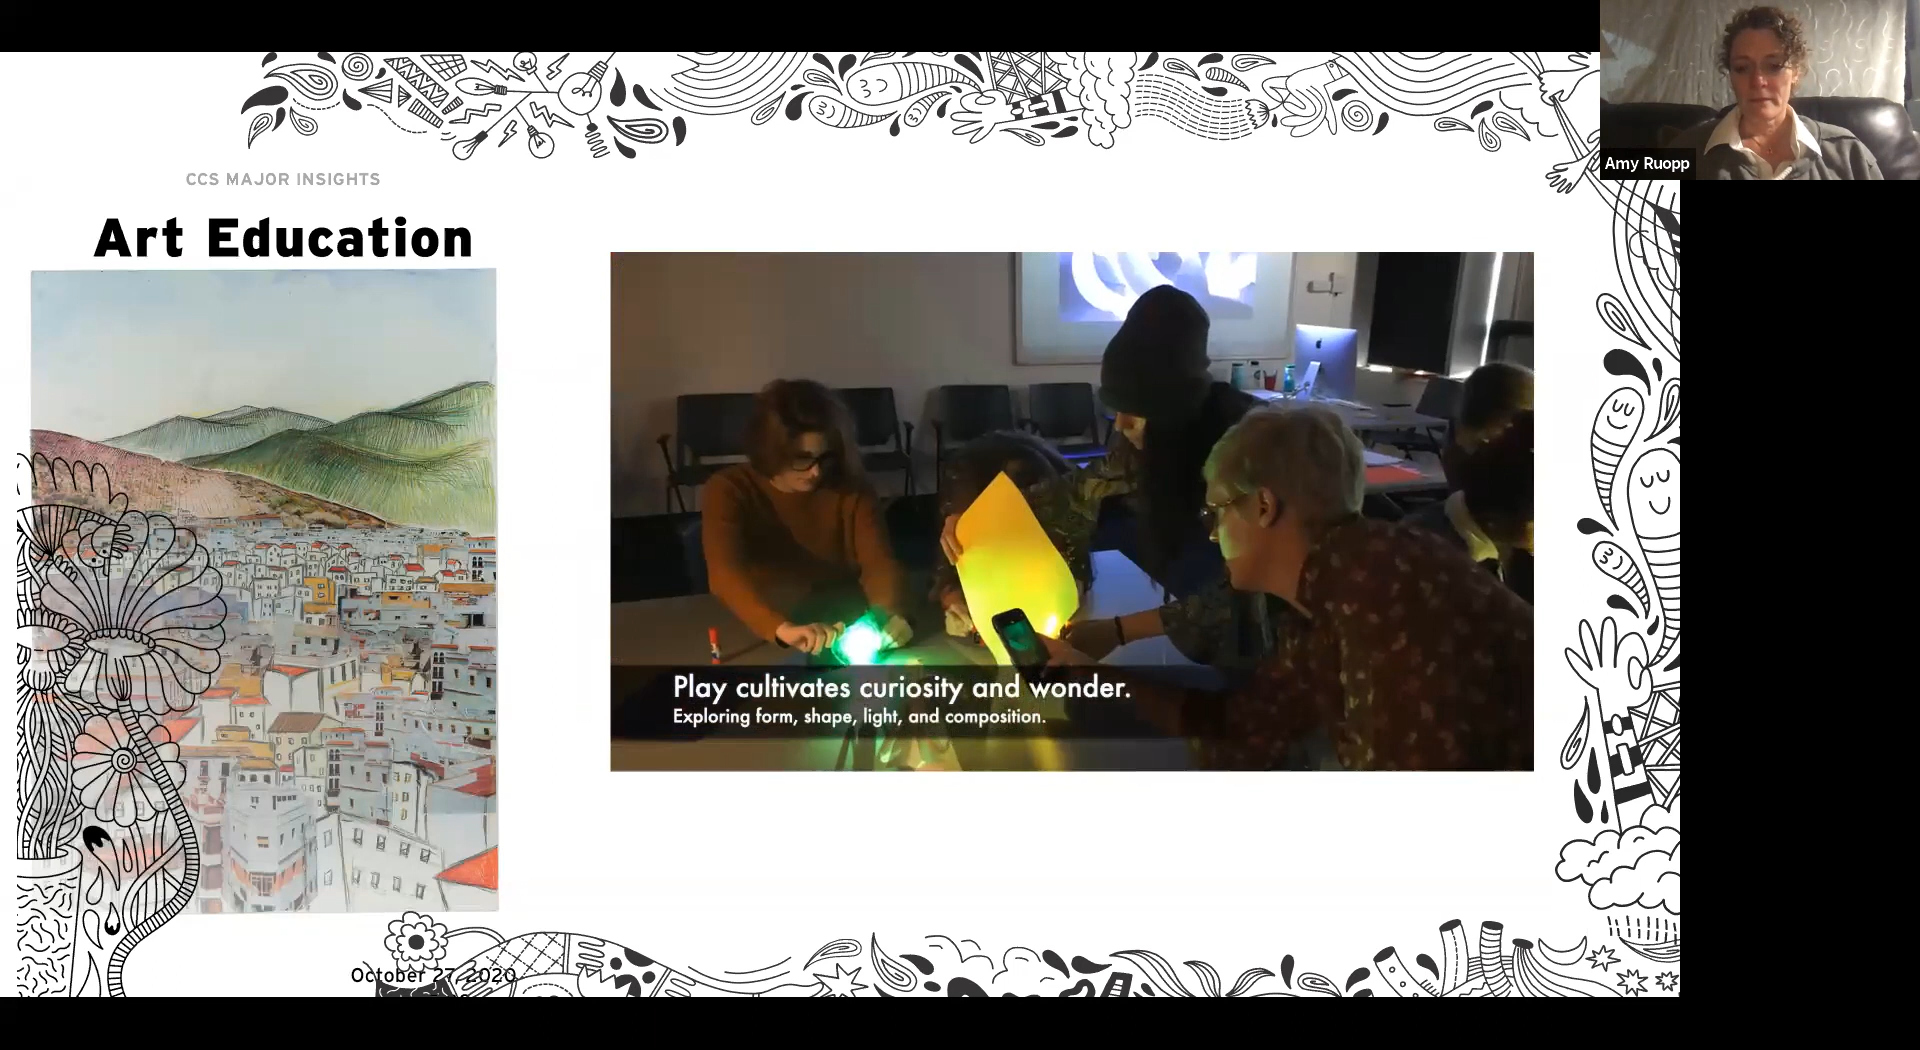 CCS MAJOR INSIGHTS
Art Education
Play cultivates curiosity and wonder.
Exploring form, shape, light, and composition.
October 27, 2020
Amy Ruopp